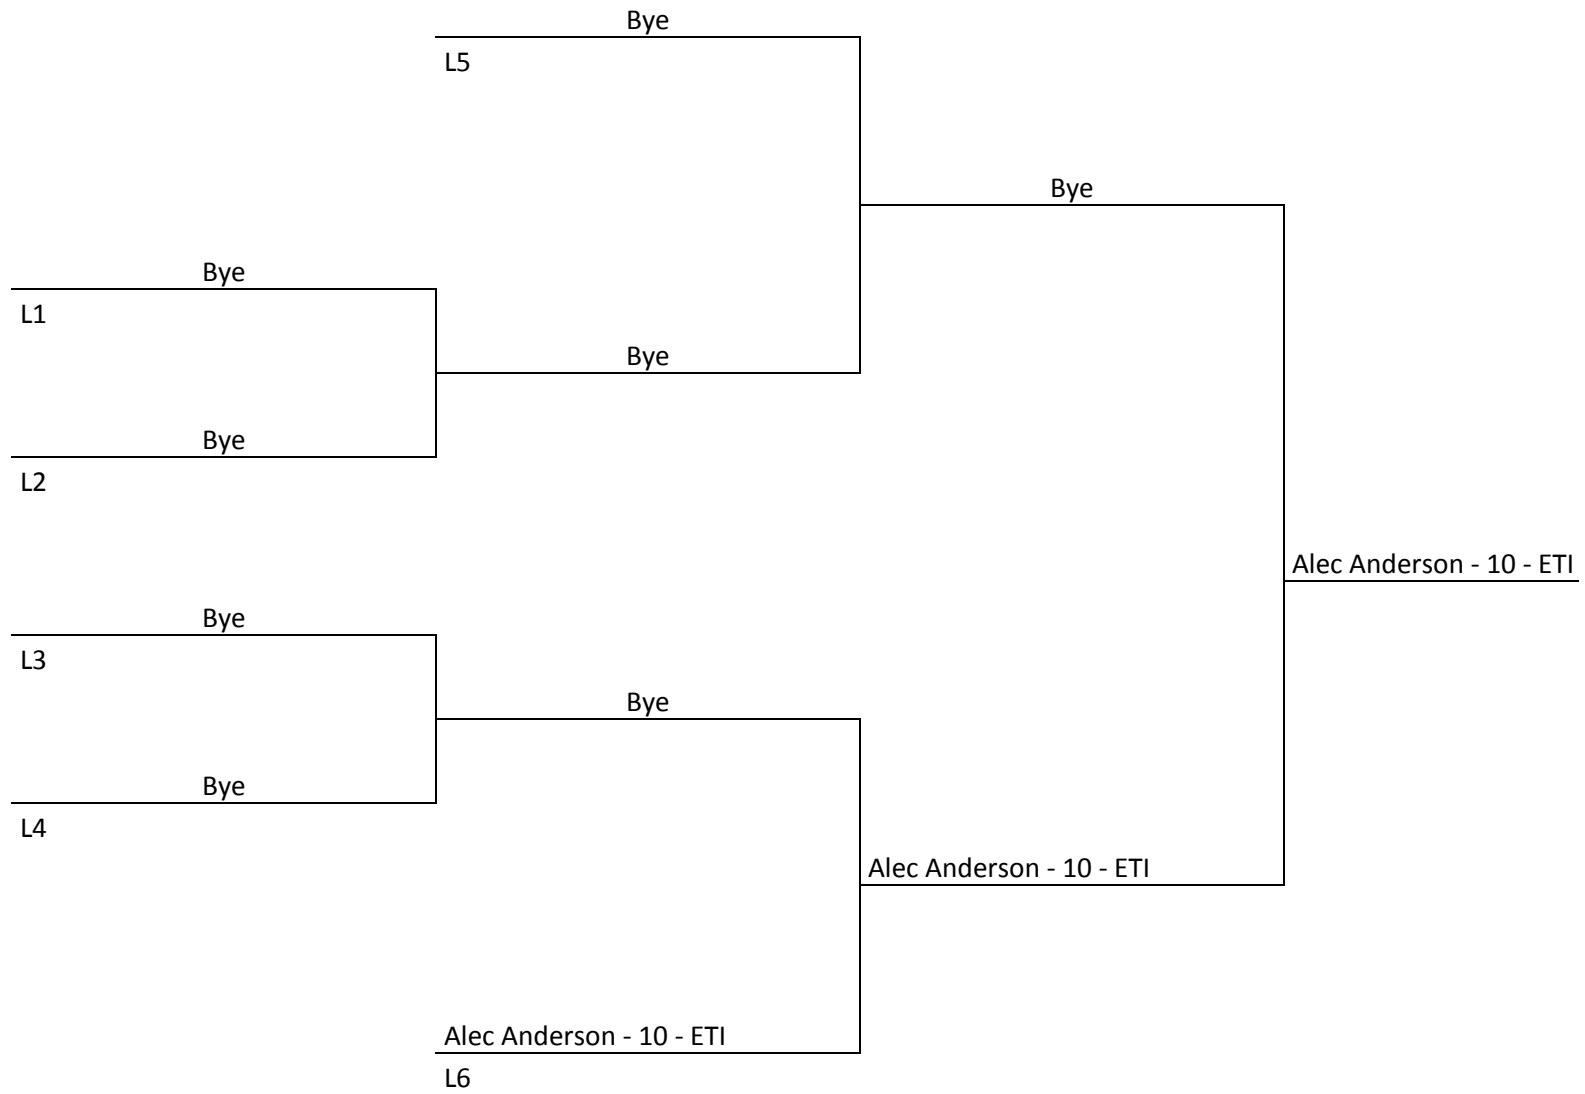 Bye
L5
Bye
Bye
L1
Bye
Bye
L2
Alec Anderson - 10 - ETI
Bye
L3
Bye
Bye
L4
Alec Anderson - 10 - ETI
Alec Anderson - 10 - ETI
L6